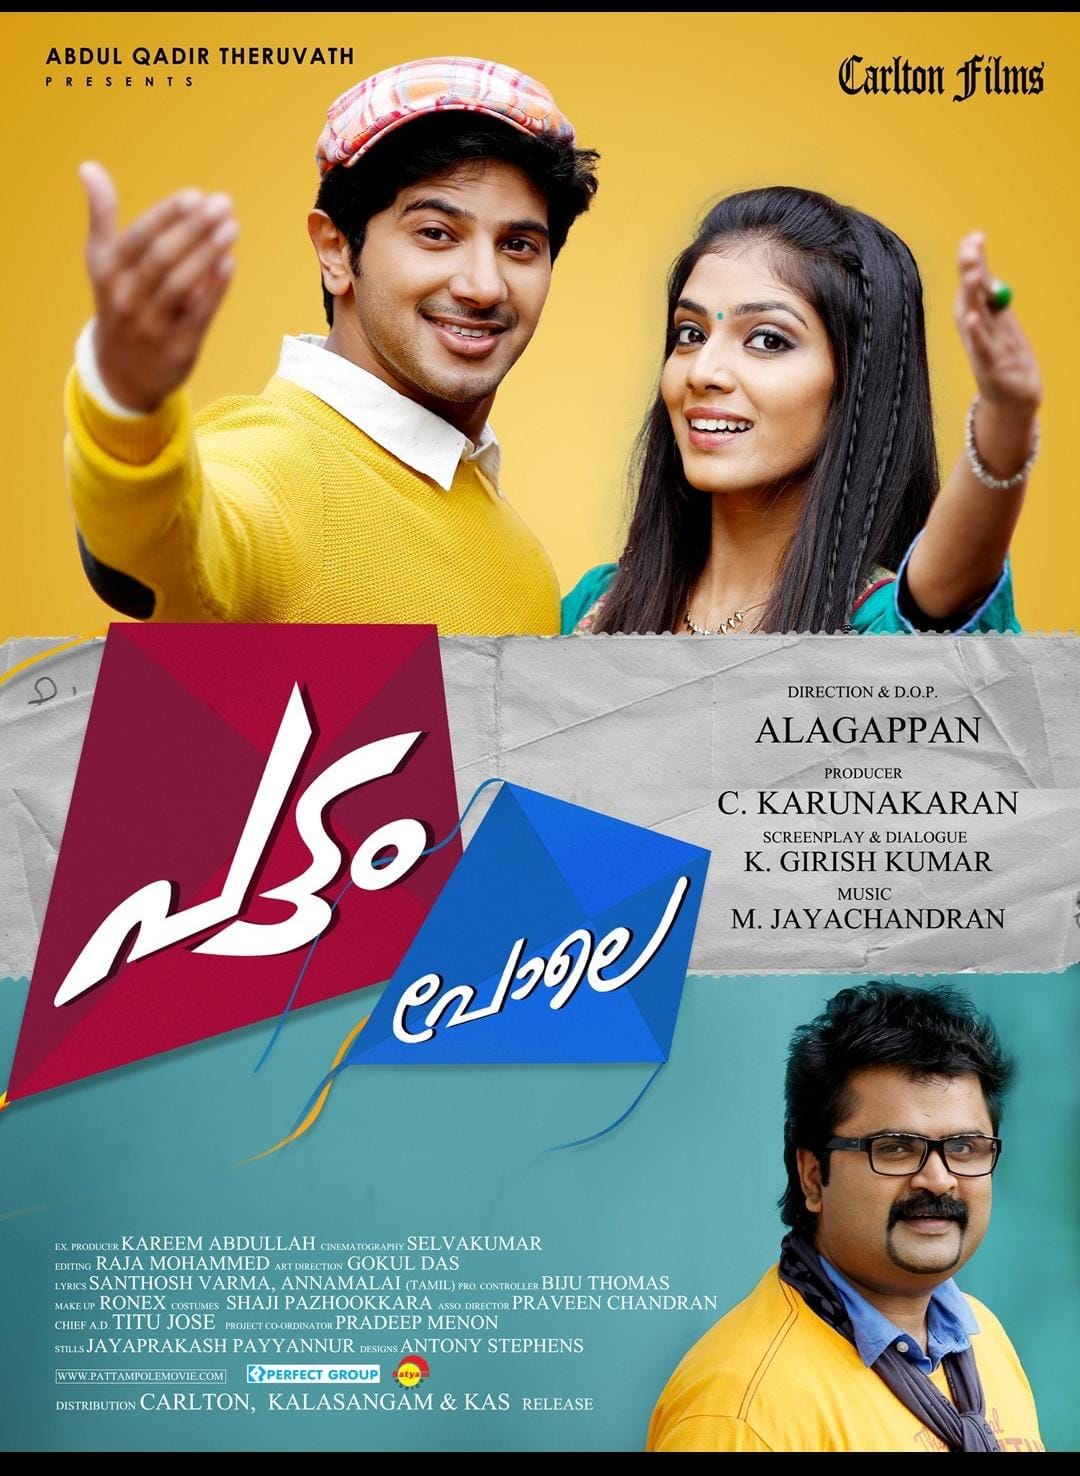 ABDUL QADIR THERUVATH
PRESENTS
Carlton Films
DIRECTION & D.O.P.
ALAGAPPAN
PRODUCER
C. KARUNAKARAN
SCREENPLAY & DIALOGUE
K. GIRISH KUMAR
MUSIC
M. JAYACHANDRAN
പട്ടം
പോലെ
EX. PRODUCER KAREEM ABDULLAH CINEMATOGRAPHY SELVAKUMAR
EDITING RAJA MOHAMMED ART DIRECTION GOKUL DAS
LYRICS SANTHOSH VARMA, ANNAMALAI (TAMIL) PRO. CONTROLLER BIJU THOMAS
MAKE UP RONEX COSTUMES SHAJI PAZHOOKKARA ASSO. DIRECTOR PRAVEEN CHANDRAN
CHIEF A.D. TITU JOSE PROJECT CO-ORDINATOR PRADEEP MENON
STILLS JAYAPRAKASH PAYYANNUR DESIGNS ANTONY STEPHENS
WWW.PATTAMPOLEMOVIE.COM PERFECT GROUP Satyam AUDIOS
DISTRIBUTION CARLTON, KALASANGAM & KAS RELEASE